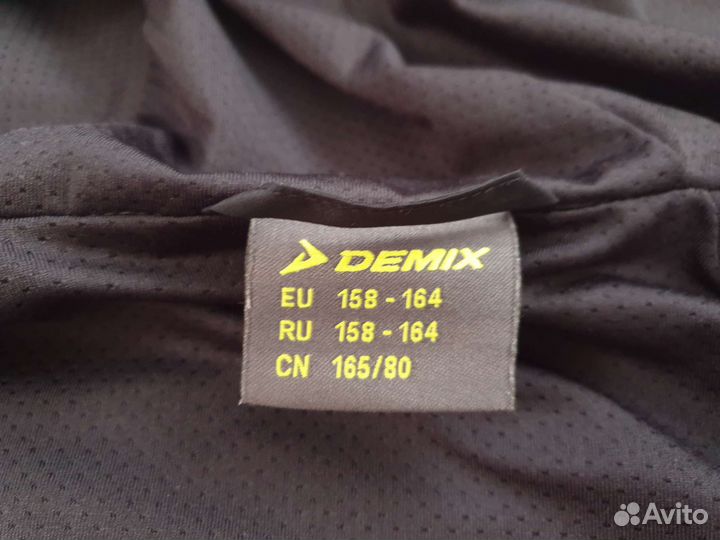 DEMIX
EU 158 - 164
RU 158 - 164
CN 165/80
Avito